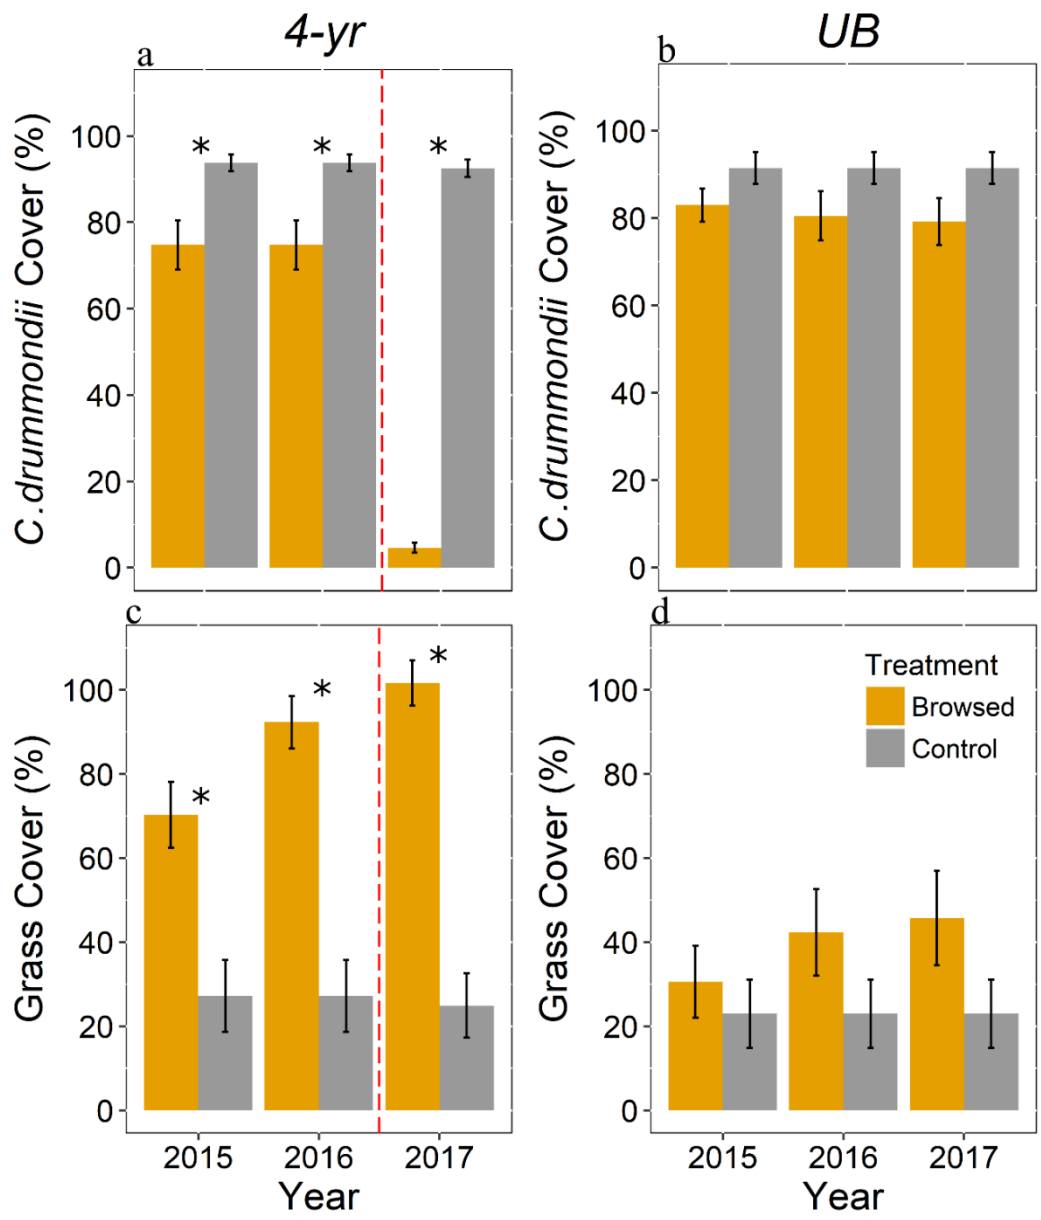 4-yr
UB
a
b
C.drummondii Cover (%)
100
80
60
40
20
0
*
*
*
C.drummondii Cover (%)
100
80
60
40
20
0
c
d
Grass Cover (%)
100
80
60
40
20
0
*
*
*
2015
2016
2017
Year
Grass Cover (%)
100
80
60
40
20
0
Treatment
Browsed
Control
2015
2016
2017
Year